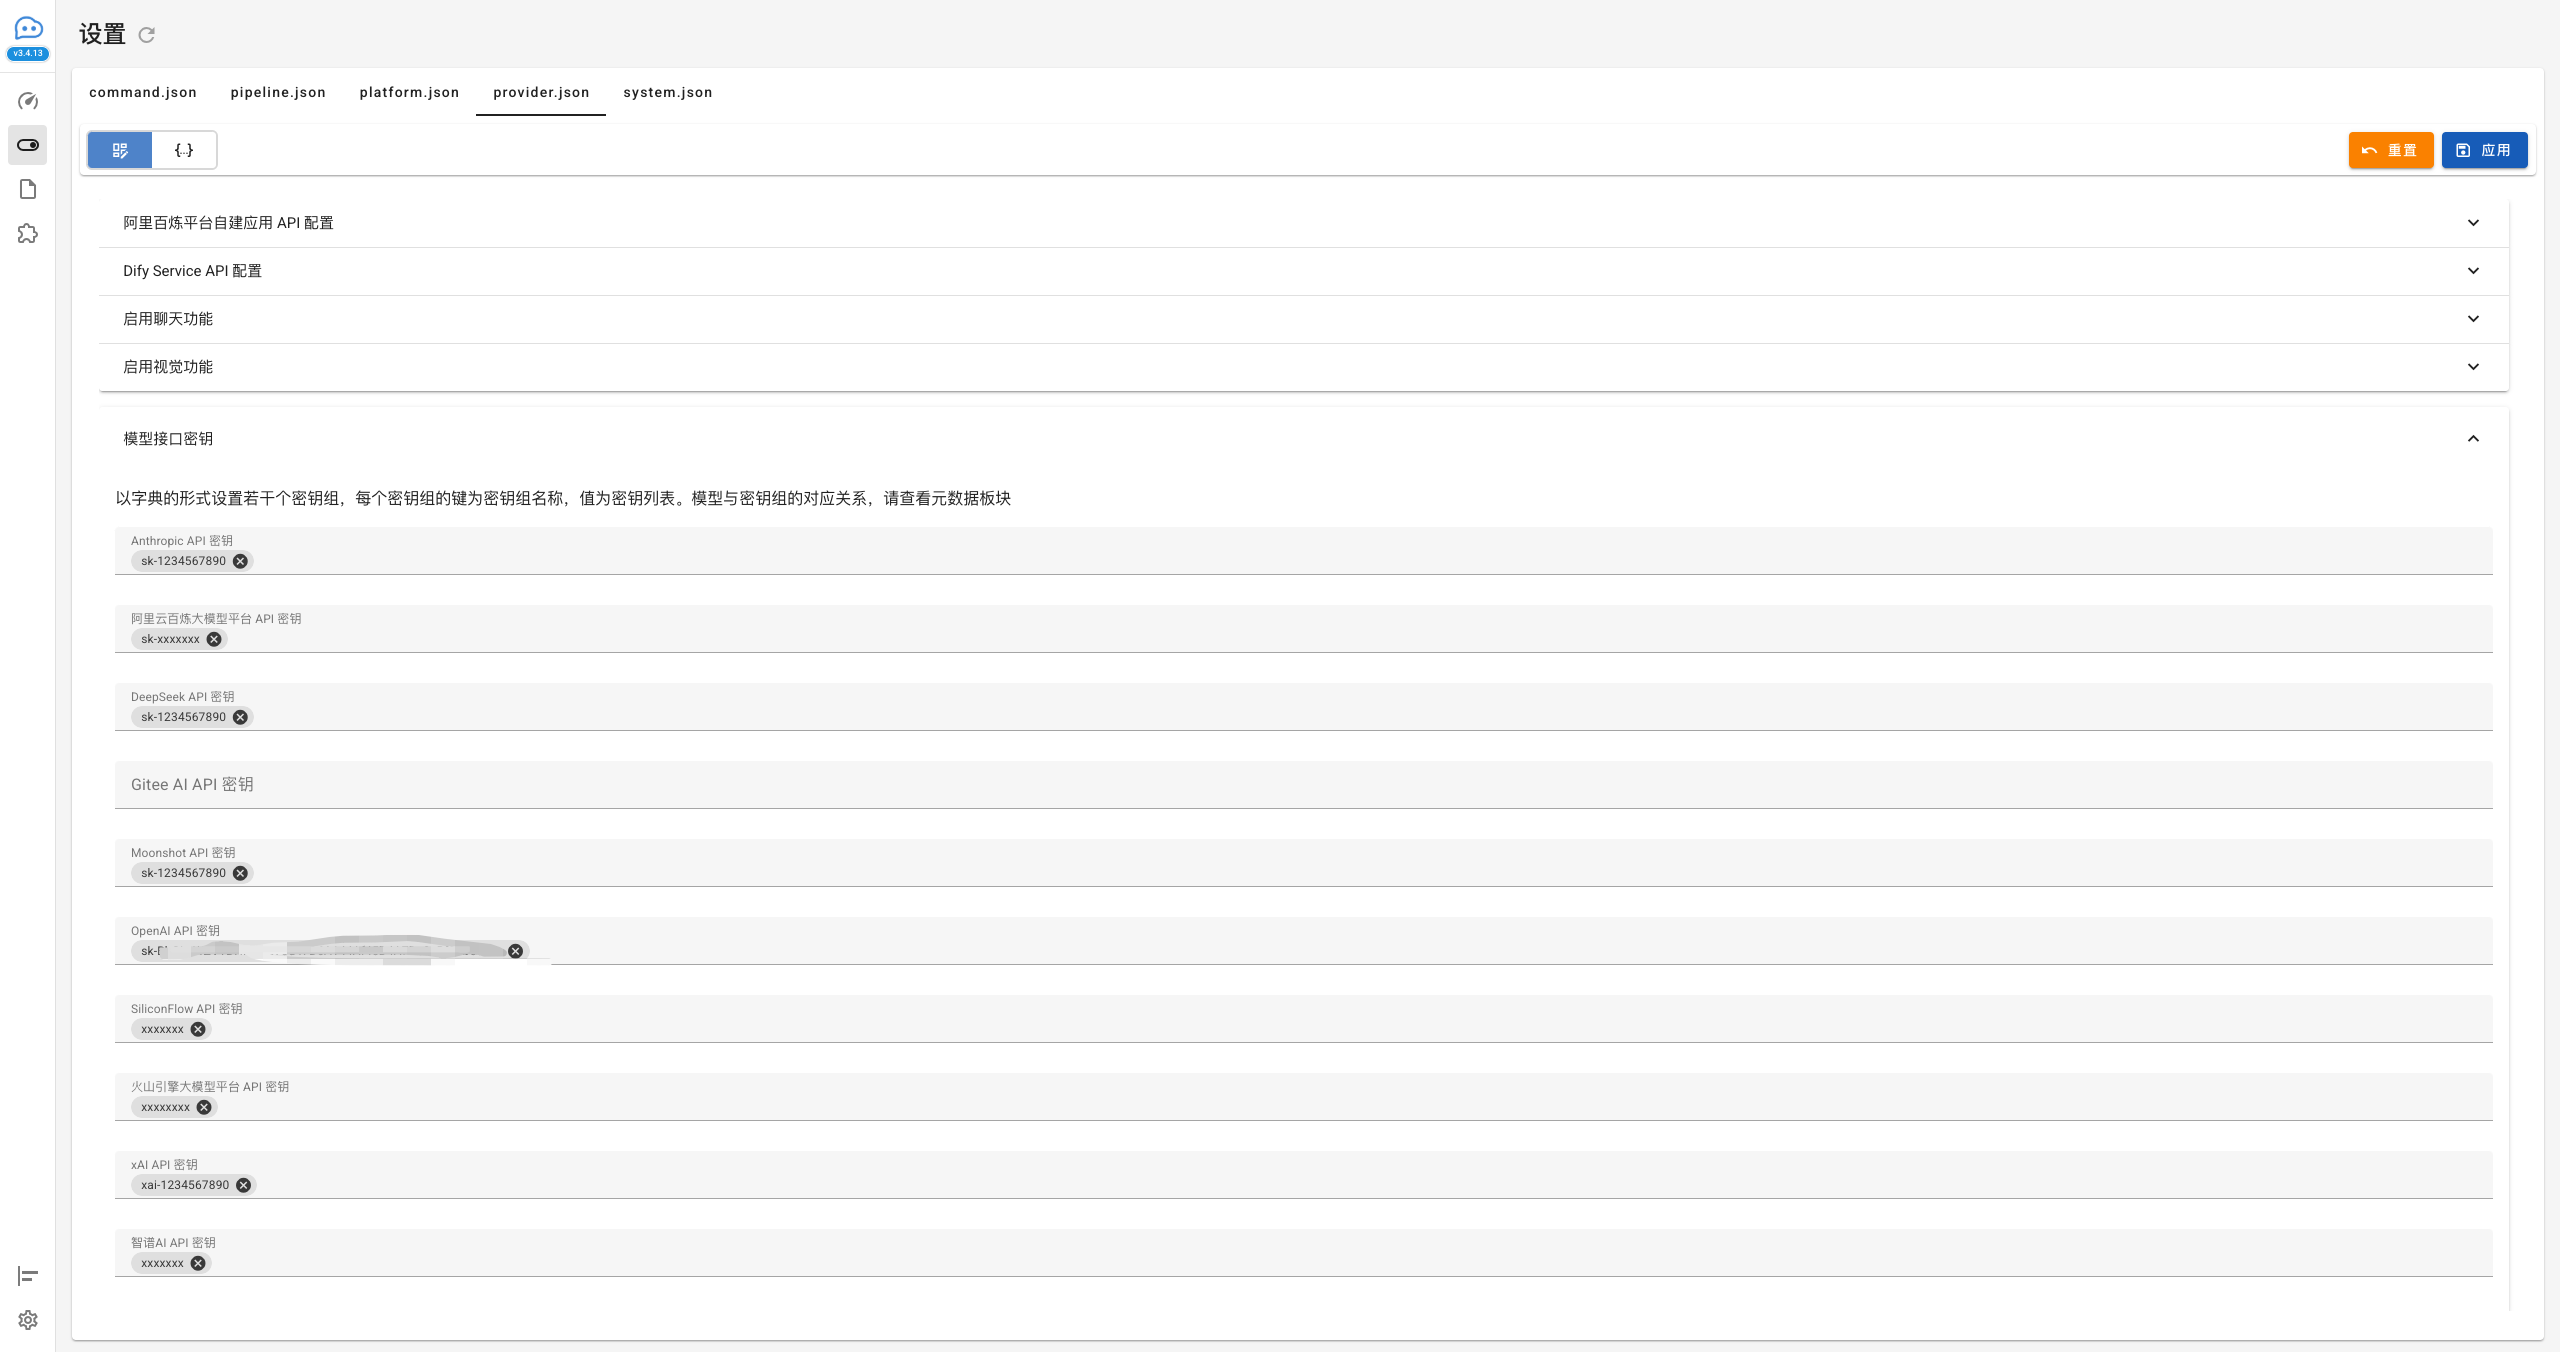 v3.4.13
设置
command.json
pipeline.json
platform.json
provider.json
system.json
{..}
重置
应用
阿里百炼平台自建应用 API 配置
Dify Service API 配置
启用聊天功能
启用视觉功能
模型接口密钥
以字典的形式设置若干个密钥组，每个密钥组的键为密钥组名称，值为密钥列表。模型与密钥组的对应关系，请查看元数据板块
Anthropic API 密钥
sk-1234567890
阿里云百炼大模型平台 API 密钥
sk-xxxxxxx
DeepSeek API 密钥
sk-1234567890
Gitee AI API 密钥
Moonshot API 密钥
sk-1234567890
OpenAI API 密钥
SiliconFlow API 密钥
xxxxxxx
火山引擎大模型平台 API 密钥
xxxxxxxx
xAI API 密钥
xai-1234567890
智谱AI API 密钥
xxxxxxx